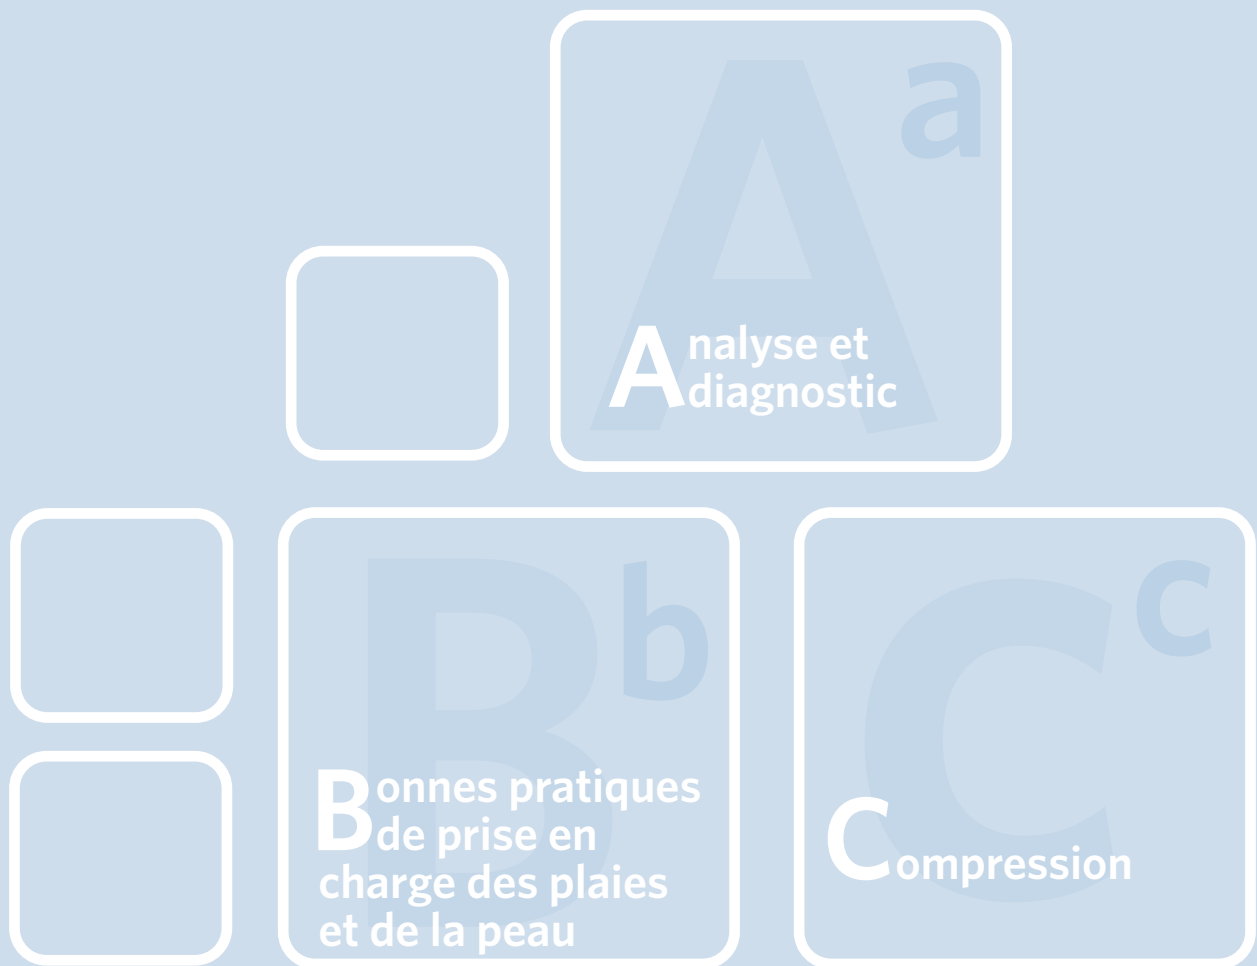 A a
Analyse et
diagnostic
B b
Bonnes pratiques
de prise en
charge des plaies
et de la peau
C c
Compression